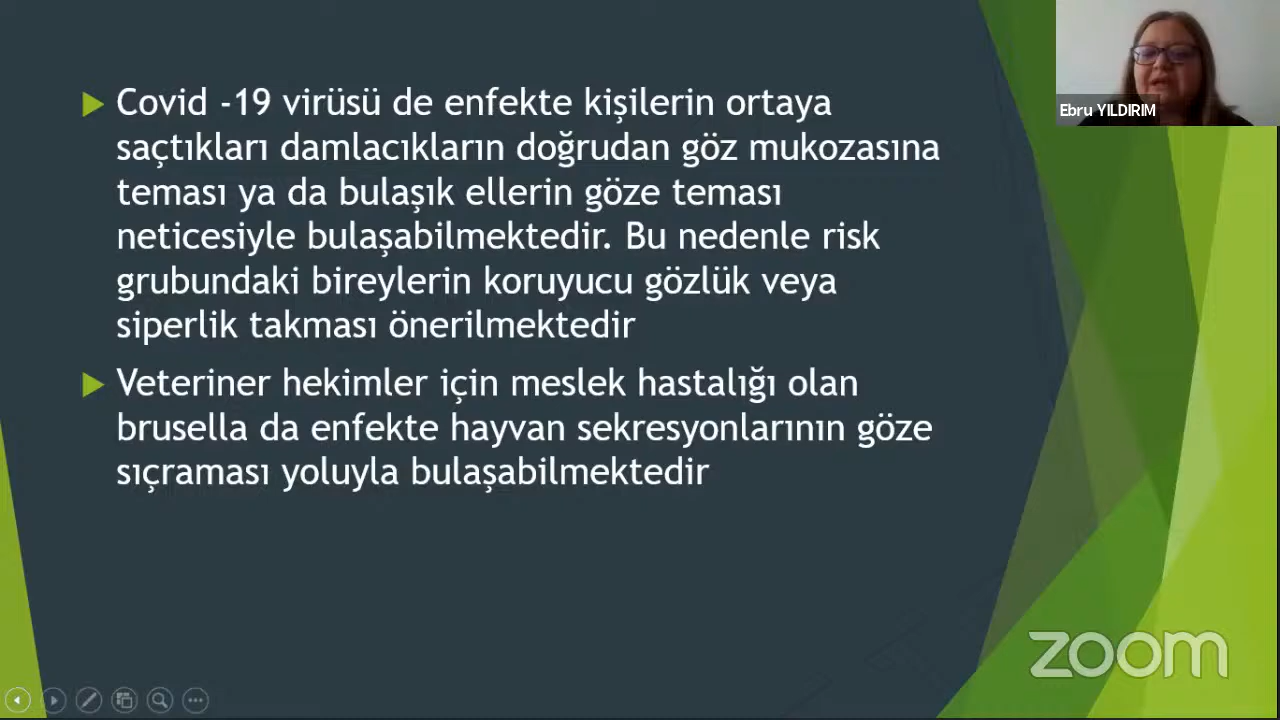 Covid -19 virüsü de enfekte kişilerin ortaya
saçtıkları damlacıkların doğrudan göz mukozasına
teması ya da bulaşık ellerin göze teması
neticesiyle bulaşabilmektedir. Bu nedenle risk
grubundaki bireylerin koruyucu gözlük veya
siperlik takması önerilmektedir
Veteriner hekimler için meslek hastalığı olan
brusella da enfekte hayvan sekresyonlarının göze
sıçraması yoluyla bulaşabilmektedir
Ebru YILDIRIM
zoom